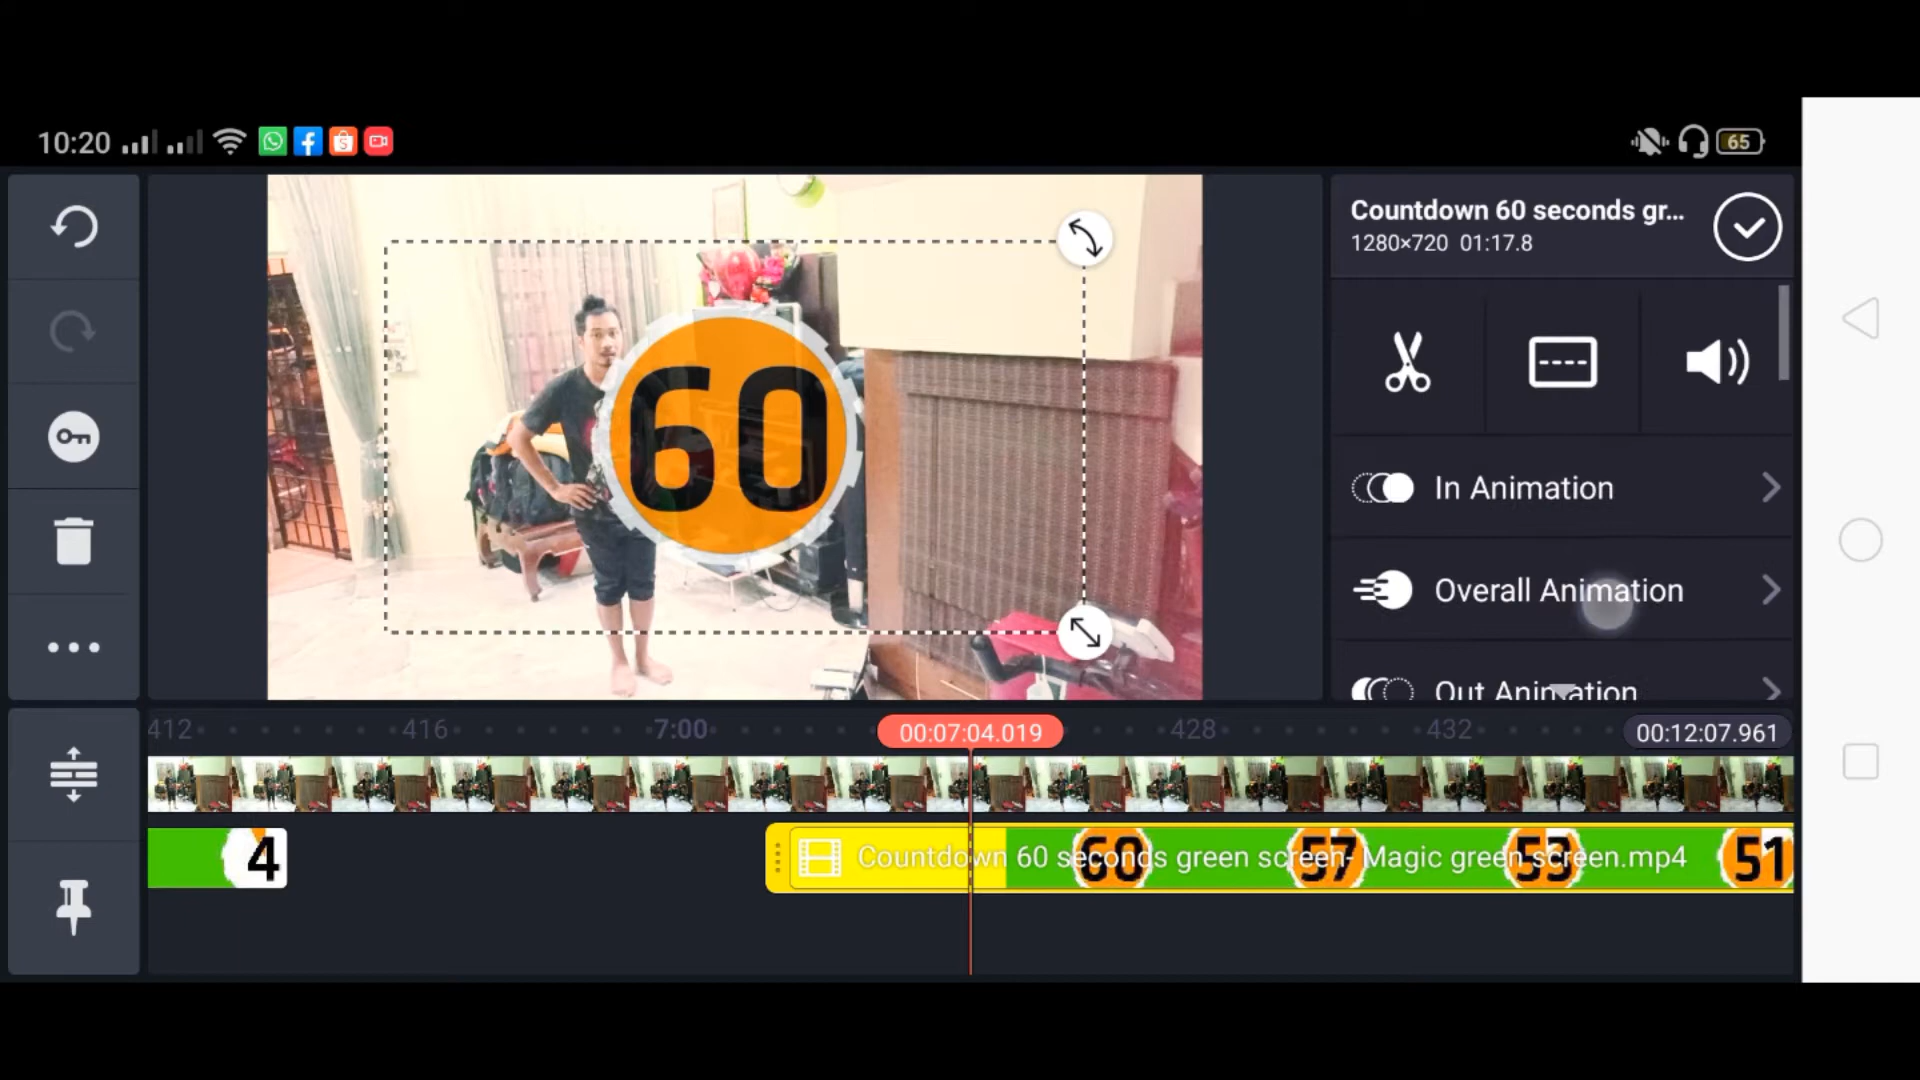 10:20
65
Countdown 60 seconds gr...
1280×720 01:17.8
60
In Animation
Overall Animation
Out Animation
412 416 7:00 00:07:04.019 428 432 00:12:07.961
4
Countdown 60 seconds green screen- Magic green screen.mp4
60 57 53 51